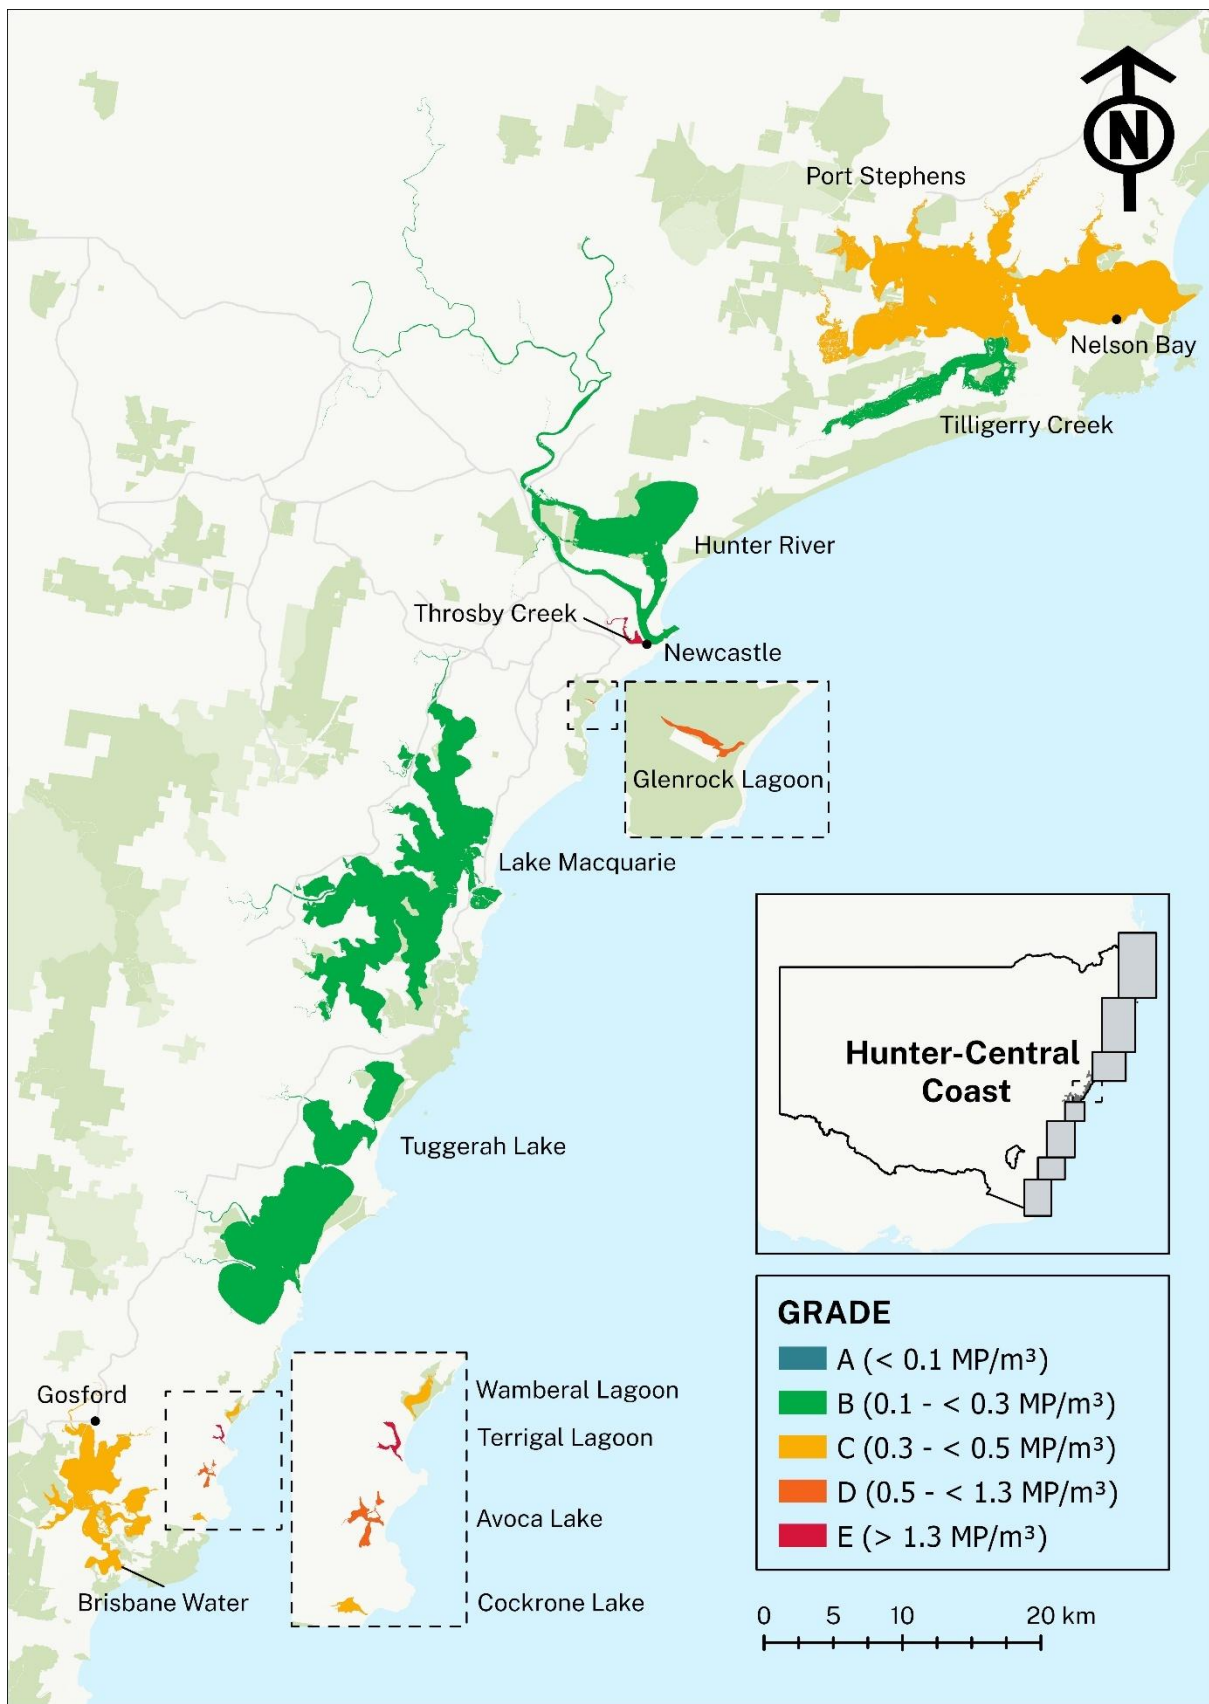 N
Port Stephens
Nelson Bay
Tilligerry Creek
Hunter River
Throsby Creek
Newcastle
Glenrock Lagoon
Lake Macquarie
Hunter-Central
Coast
Tuggerah Lake
GRADE
A (< 0.1 MP/m³)
B (0.1 - < 0.3 MP/m³)
C (0.3 - < 0.5 MP/m³)
D (0.5 - < 1.3 MP/m³)
E (> 1.3 MP/m³)
Gosford
Wamberal Lagoon
Terrigal Lagoon
Avoca Lake
Brisbane Water
Cockrone Lake
0 5 10 20 km